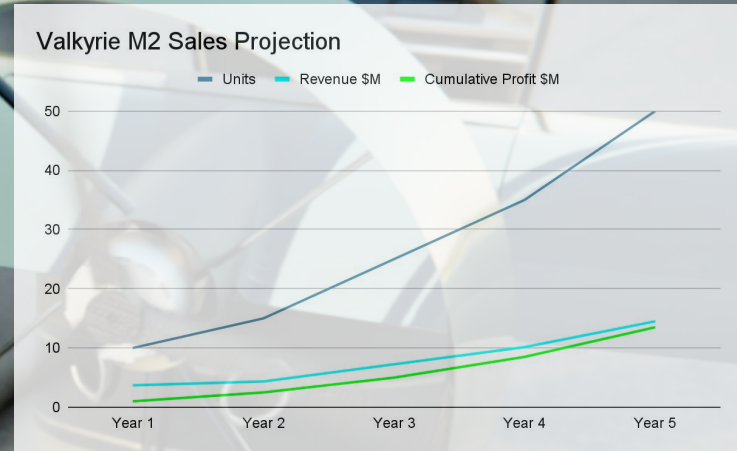 Valkyrie M2 Sales Projection
Units Revenue $M Cumulative Profit $M
50
40
30
20
10
0
Year 1 Year 2 Year 3 Year 4 Year 5